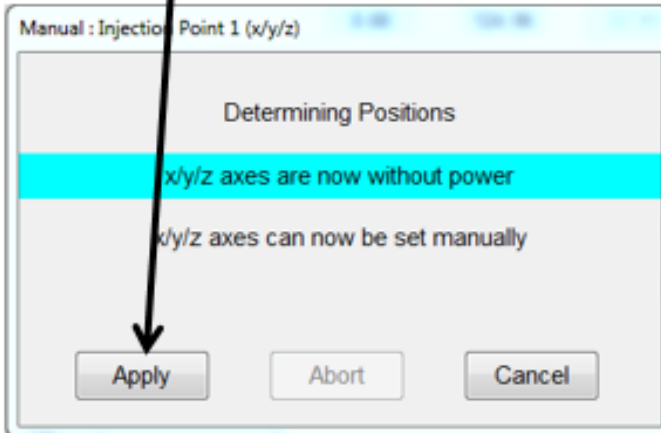 Manual : Injection Point 1 (x/y/z)
Determining Positions
x/y/z axes are now without power
x/y/z axes can now be set manually
Apply
Abort
Cancel